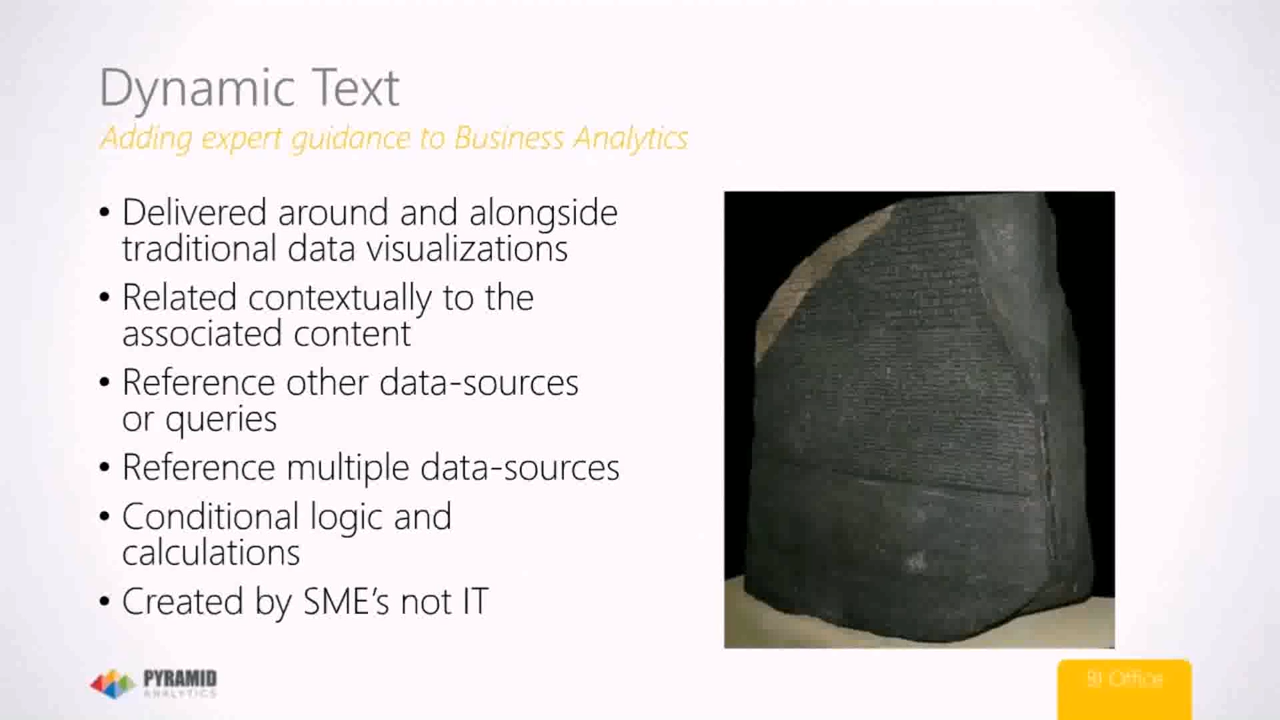 Dynamic Text
Adding expert guidance to Business Analytics
• Delivered around and alongside
traditional data visualizations
• Related contextually to the
associated content
• Reference other data-sources
or queries
• Reference multiple data-sources
• Conditional logic and
calculations
• Created by SME's not IT
PYRAMID
ANALYTICS
BI Office